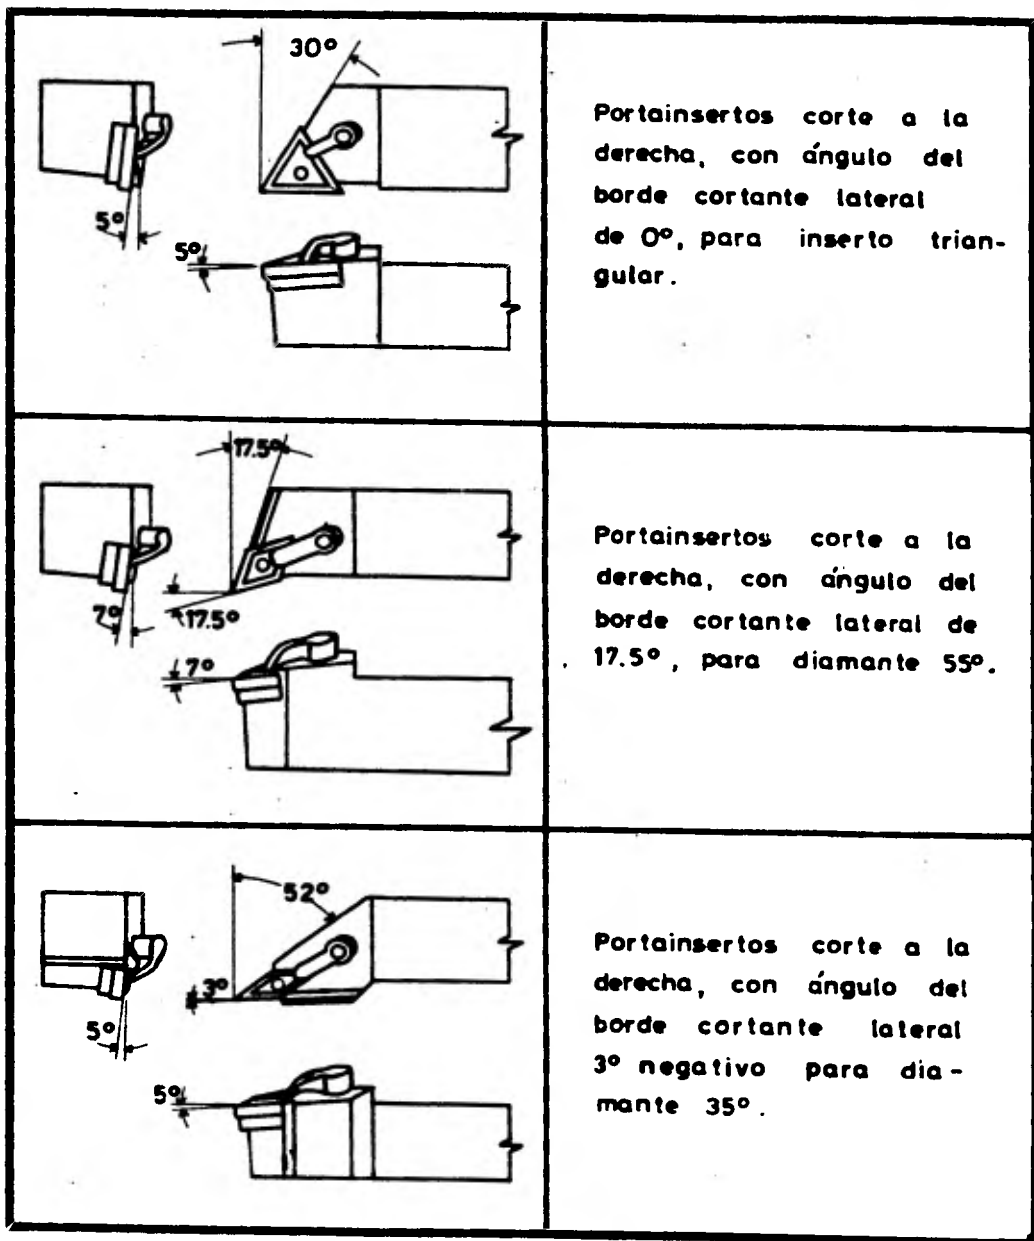 30°
5°
5°
Portainsertos corte a la
derecha, con ángulo del
borde cortante lateral
de 0°, para inserto trian-
gular.
17.5°
7°
17.5°
7°
Portainsertos corte a la
derecha, con ángulo del
borde cortante lateral de
17.5°, para diamante 55°.
52°
3°
5°
5°
Portainsertos corte a la
derecha, con ángulo del
borde cortante lateral
3° negativo para dia-
mante 35°.